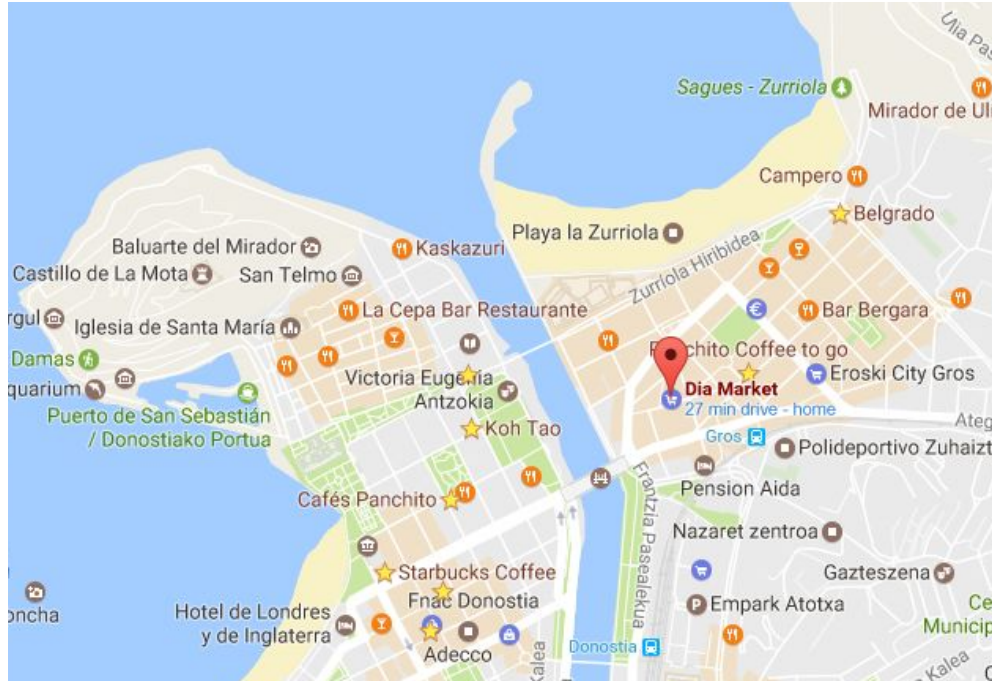 Ulia Pas
Sagues - Zurriola
Mirador de Ul
Campero
Belgrado
Playa la Zurriola
Zurriola Hiribidea
Baluarte del Mirador
Kaskazuri
Castillo de La Mota
San Telmo
La Cepa Bar Restaurante
Bar Bergara
€
rgul
Iglesia de Santa María
Damas
chito Coffee to go
quarium
Victoria Eugenia
Antzokia
Eroski City Gros
Dia Market
27 min drive - home
Puerto de San Sebastián
/ Donostiako Portua
Koh Tao
Gros
Ateg
Polideportivo Zuhaizt
Pension Aida
Cafés Panchito
Frantzia Pasealekua
Nazaret zentroa
Starbucks Coffee
Gazteszena
Fnac Donostia
oncha
Hotel de Londres
y de Inglaterra
P
Empark Atotxa
Ce
Municip
Adecco
Kalea
Donostia
Kalea